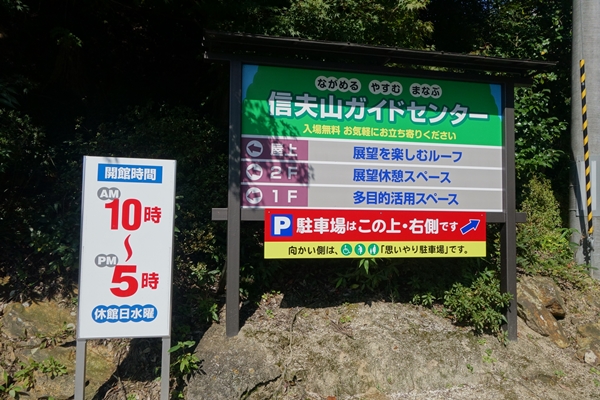 ながめる やすむ まなぶ
信夫山ガイドセンター
入場無料 お気軽にお立ち寄りください
屋上 展望を楽しむルーフ
2F 展望休憩スペース
1F 多目的活用スペース
P 駐車場はこの上・右側です
向かい側は、「思いやり駐車場」です。
開館時間
AM
10時
〜
PM
5時
休館日水曜